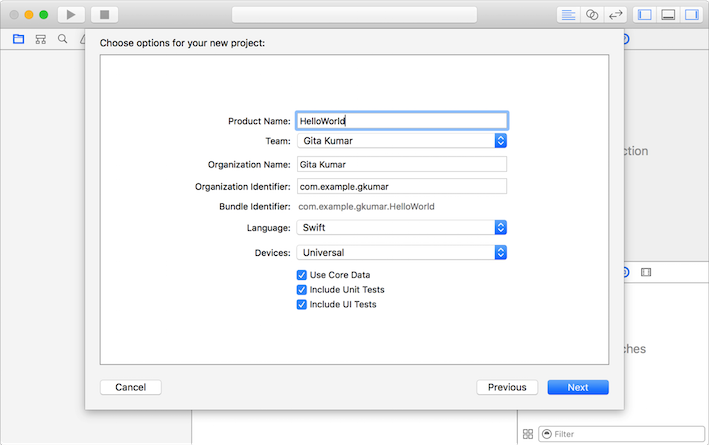 Choose options for your new project:
Product Name: HelloWorld
Team: Gita Kumar
Organization Name: Gita Kumar
Organization Identifier: com.example.gkumar
Bundle Identifier: com.example.gkumar.HelloWorld
Language: Swift
Devices: Universal
Use Core Data
Include Unit Tests
Include UI Tests
Cancel Previous Next
ction
ches
Filter